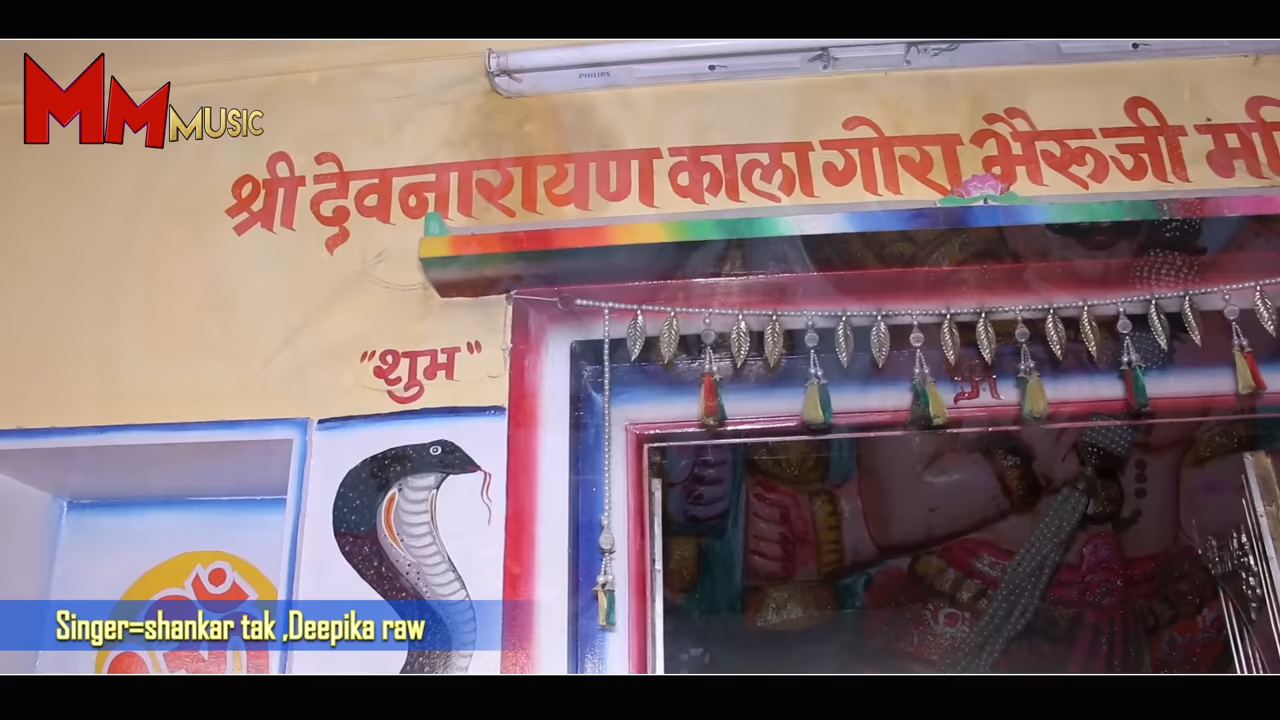 MM MUSIC
PHILIPS
श्री देवनारायण काला गोरा भैरूजी
"शुभ"
Singer=shankar tak ,Deepika raw